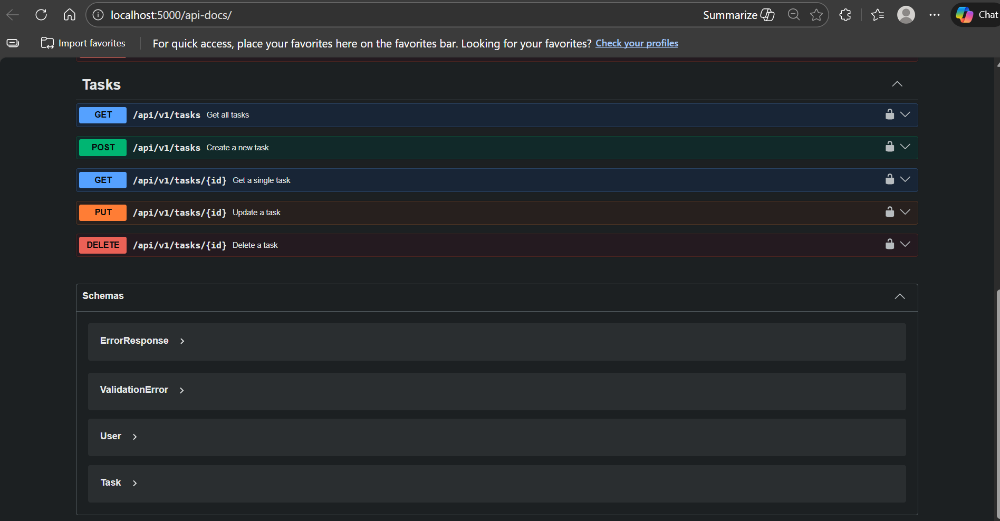 localhost:5000/api-docs/
Summarize
Chat
Import favorites
For quick access, place your favorites here on the favorites bar. Looking for your favorites? Check your profiles
Tasks
GET /api/v1/tasks Get all tasks
POST /api/v1/tasks Create a new task
GET /api/v1/tasks/{id} Get a single task
PUT /api/v1/tasks/{id} Update a task
DELETE /api/v1/tasks/{id} Delete a task
Schemas
ErrorResponse
ValidationError
User
Task